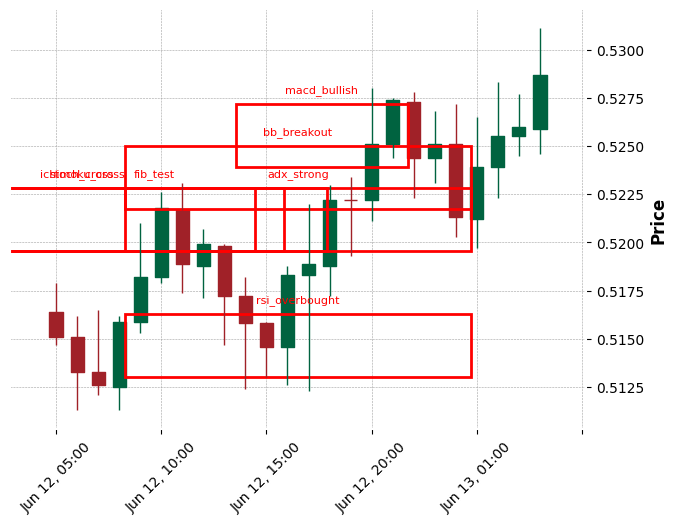 macd_bullish
bb_breakout
fib_test
adx_strong
rsi_overbought
0.5300
0.5275
0.5250
0.5225
0.5200
0.5175
0.5150
0.5125
Price
Jun 12, 05:00
Jun 12, 10:00
Jun 12, 15:00
Jun 12, 20:00
Jun 13, 01:00